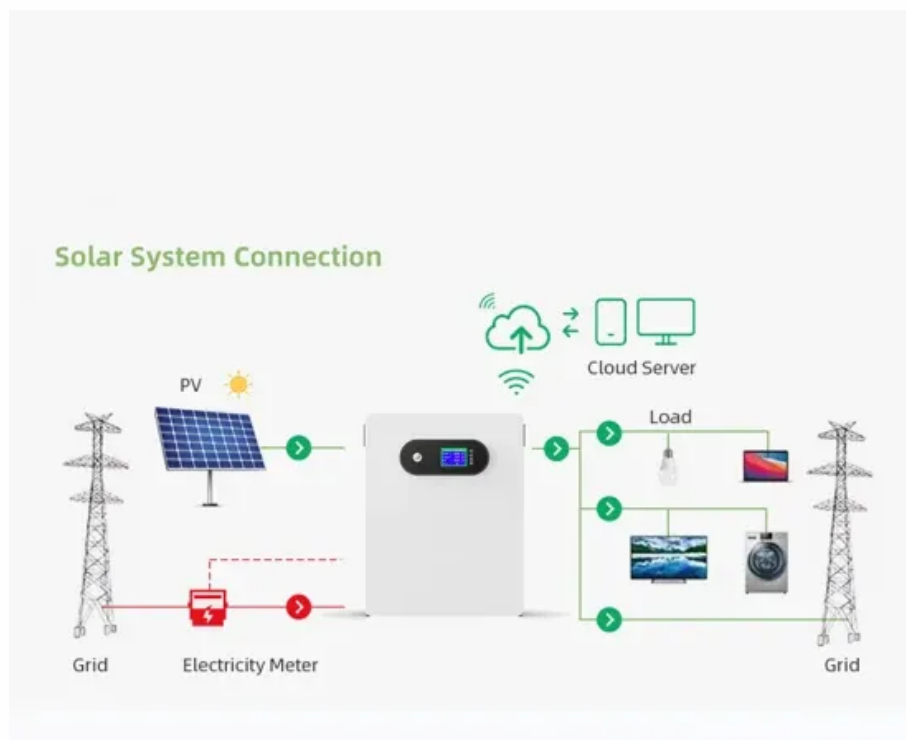 Solar System Connection
Cloud Server
PV
Load
Grid
Electricity Meter
Grid